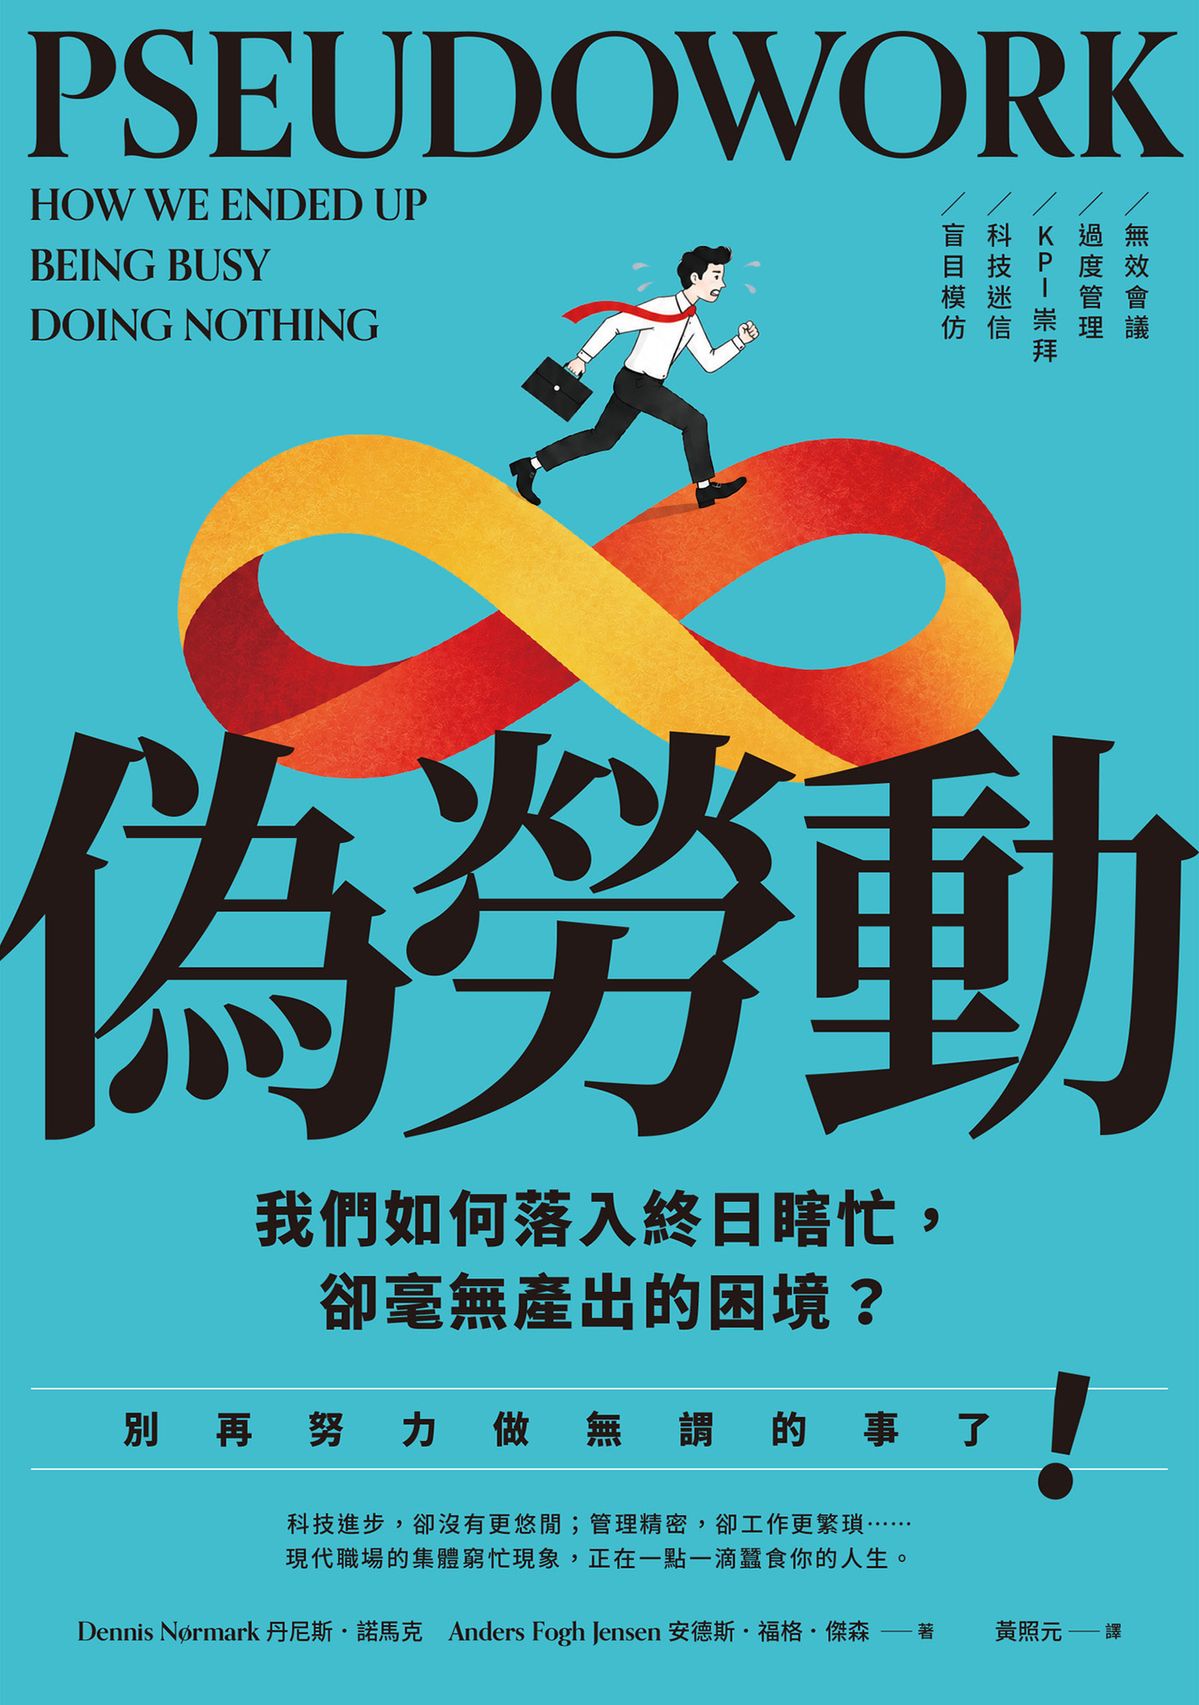 PSEUDOWORK
HOW WE ENDED UP
BEING BUSY
DOING NOTHING
／無效會議
／過度管理
／KPI崇拜
／科技迷信
／盲目模仿
偽勞動
我們如何落入終日瞎忙，
卻毫無產出的困境？
別再努力做無謂的事了！
科技進步，卻沒有更悠閒；管理精密，卻工作更繁瑣……
現代職場的集體窮忙現象，正在一點一滴蠶食你的人生。
Dennis Nørmark 丹尼斯・諾馬克 Anders Fogh Jensen 安德斯・福格・傑森 ── 著 黃照元 ── 譯